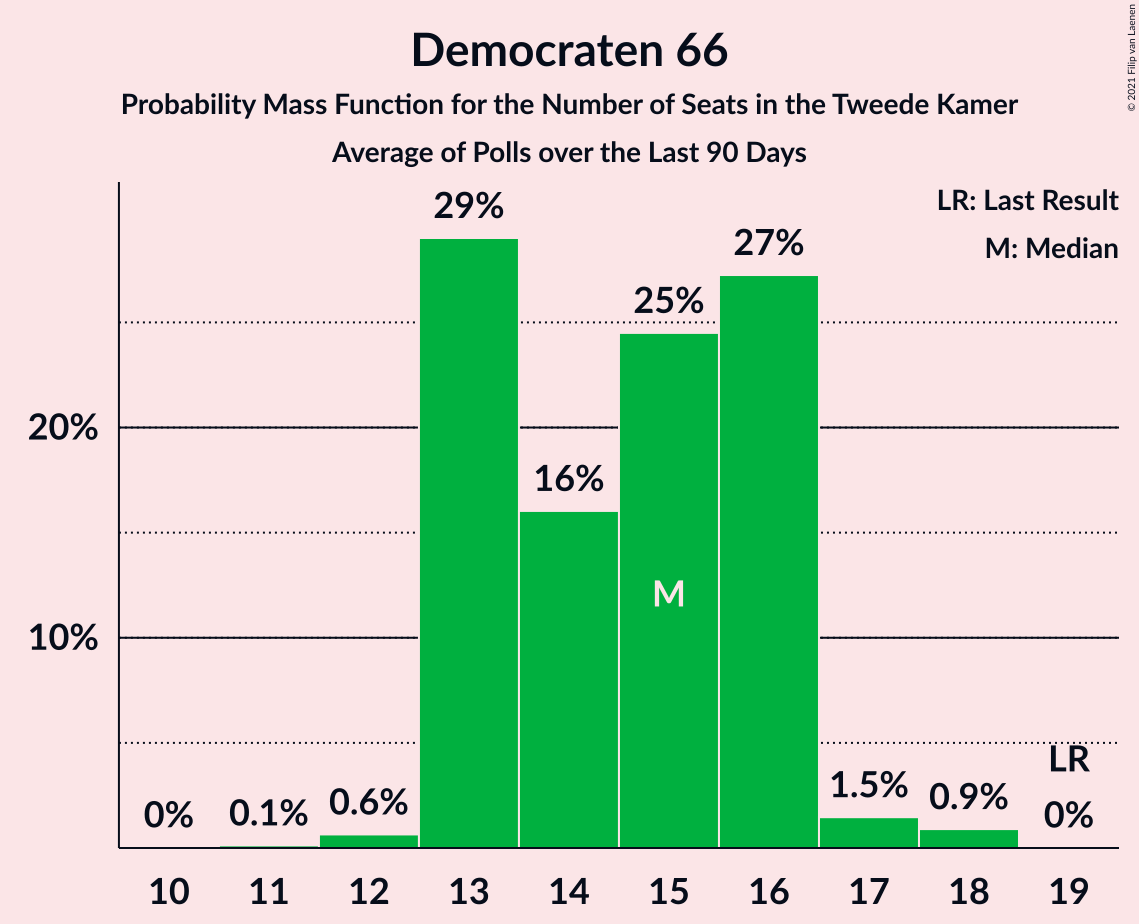 Democraten 66
Probability Mass Function for the Number of Seats in the Tweede Kamer
Average of Polls over the Last 90 Days
© 2021 Filip van Laenen
LR: Last Result
M: Median
29%
27%
25%
20%
16%
M
10%
LR
0%
0.1%
0.6%
1.5%
0.9%
0%
10 11 12 13 14 15 16 17 18 19